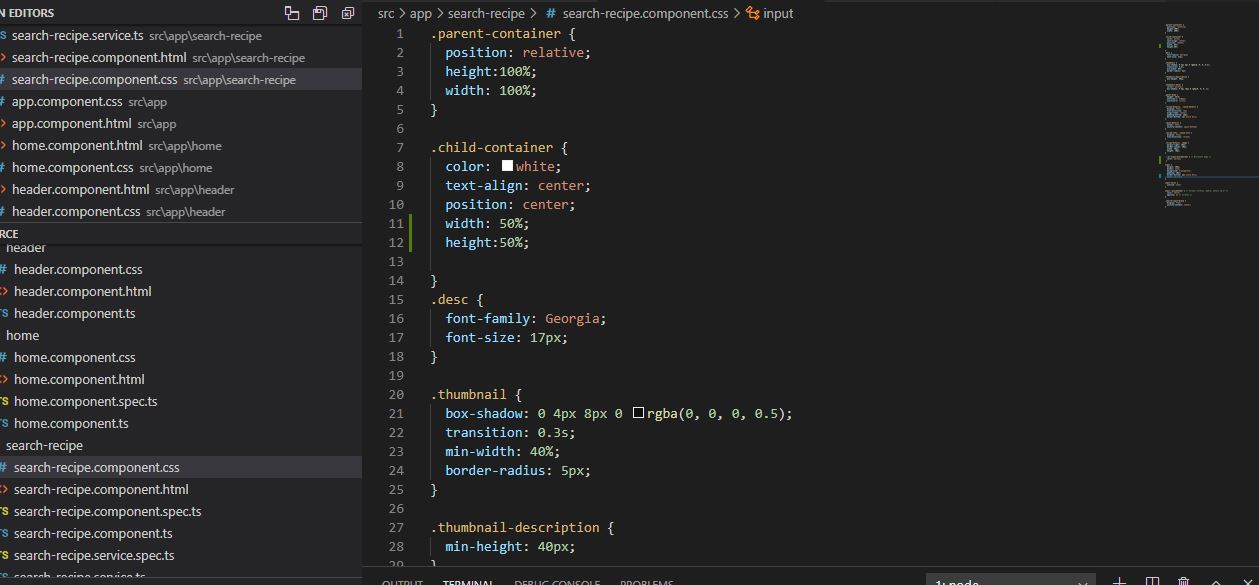 N EDITORS
S search-recipe.service.ts src\app\search-recipe
> search-recipe.component.html src\app\search-recipe
# search-recipe.component.css src\app\search-recipe
# app.component.css src\app
> app.component.html src\app
> home.component.html src\app\home
# home.component.css src\app\home
> header.component.html src\app\header
# header.component.css src\app\header
RCE
header
# header.component.css
<> header.component.html
TS header.component.ts
home
# home.component.css
<> home.component.html
TS home.component.spec.ts
TS home.component.ts
search-recipe
# search-recipe.component.css
<> search-recipe.component.html
TS search-recipe.component.spec.ts
TS search-recipe.component.ts
TS search-recipe.service.spec.ts
TS search-recipe.service.ts
src > app > search-recipe > # search-recipe.component.css > input
1 .parent-container {
2 position: relative;
3 height:100%;
4 width: 100%;
5 }
6
7 .child-container {
8 color: white;
9 text-align: center;
10 position: center;
11 width: 50%;
12 height:50%;
13
14 }
15 .desc {
16 font-family: Georgia;
17 font-size: 17px;
18 }
19
20 .thumbnail {
21 box-shadow: 0 4px 8px 0 rgba(0, 0, 0, 0.5);
22 transition: 0.3s;
23 min-width: 40%;
24 border-radius: 5px;
25 }
26
27 .thumbnail-description {
28 min-height: 40px;
29 }
OUTPUT TERMINAL DEBUG CONSOLE PROBLEMS 1: node